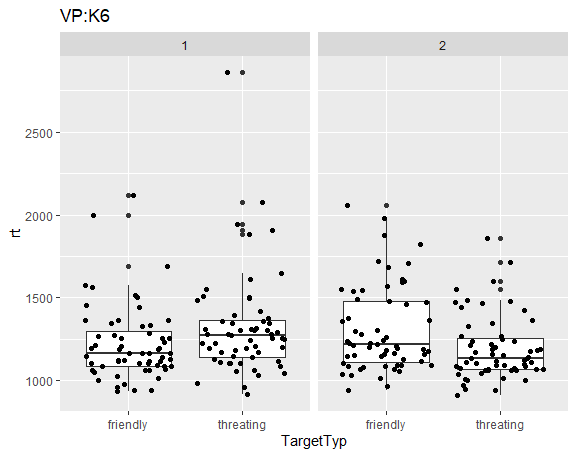 VP:K6
1 2
2500
2000
1500
1000
rt
friendly threating friendly threating
TargetTyp